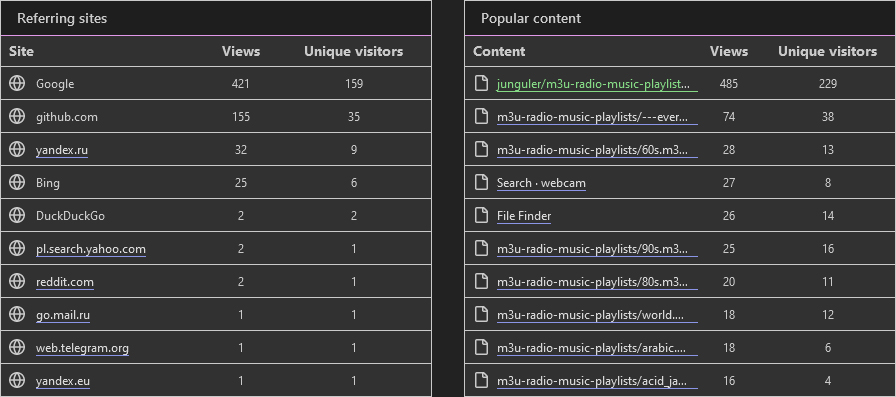 Referring sites
Site Views Unique visitors
Google 421 159
github.com 155 35
yandex.ru 32 9
Bing 25 6
DuckDuckGo 2 2
pl.search.yahoo.com 2 1
reddit.com 2 1
go.mail.ru 1 1
web.telegram.org 1 1
yandex.eu 1 1
Popular content
Content Views Unique visitors
junguler/m3u-radio-music-playlist... 485 229
m3u-radio-music-playlists/---ever... 74 38
m3u-radio-music-playlists/60s.m3... 28 13
Search · webcam 27 8
File Finder 26 14
m3u-radio-music-playlists/90s.m3... 25 16
m3u-radio-music-playlists/80s.m3... 20 11
m3u-radio-music-playlists/world.... 18 12
m3u-radio-music-playlists/arabic.... 18 6
m3u-radio-music-playlists/acid_ja... 16 4